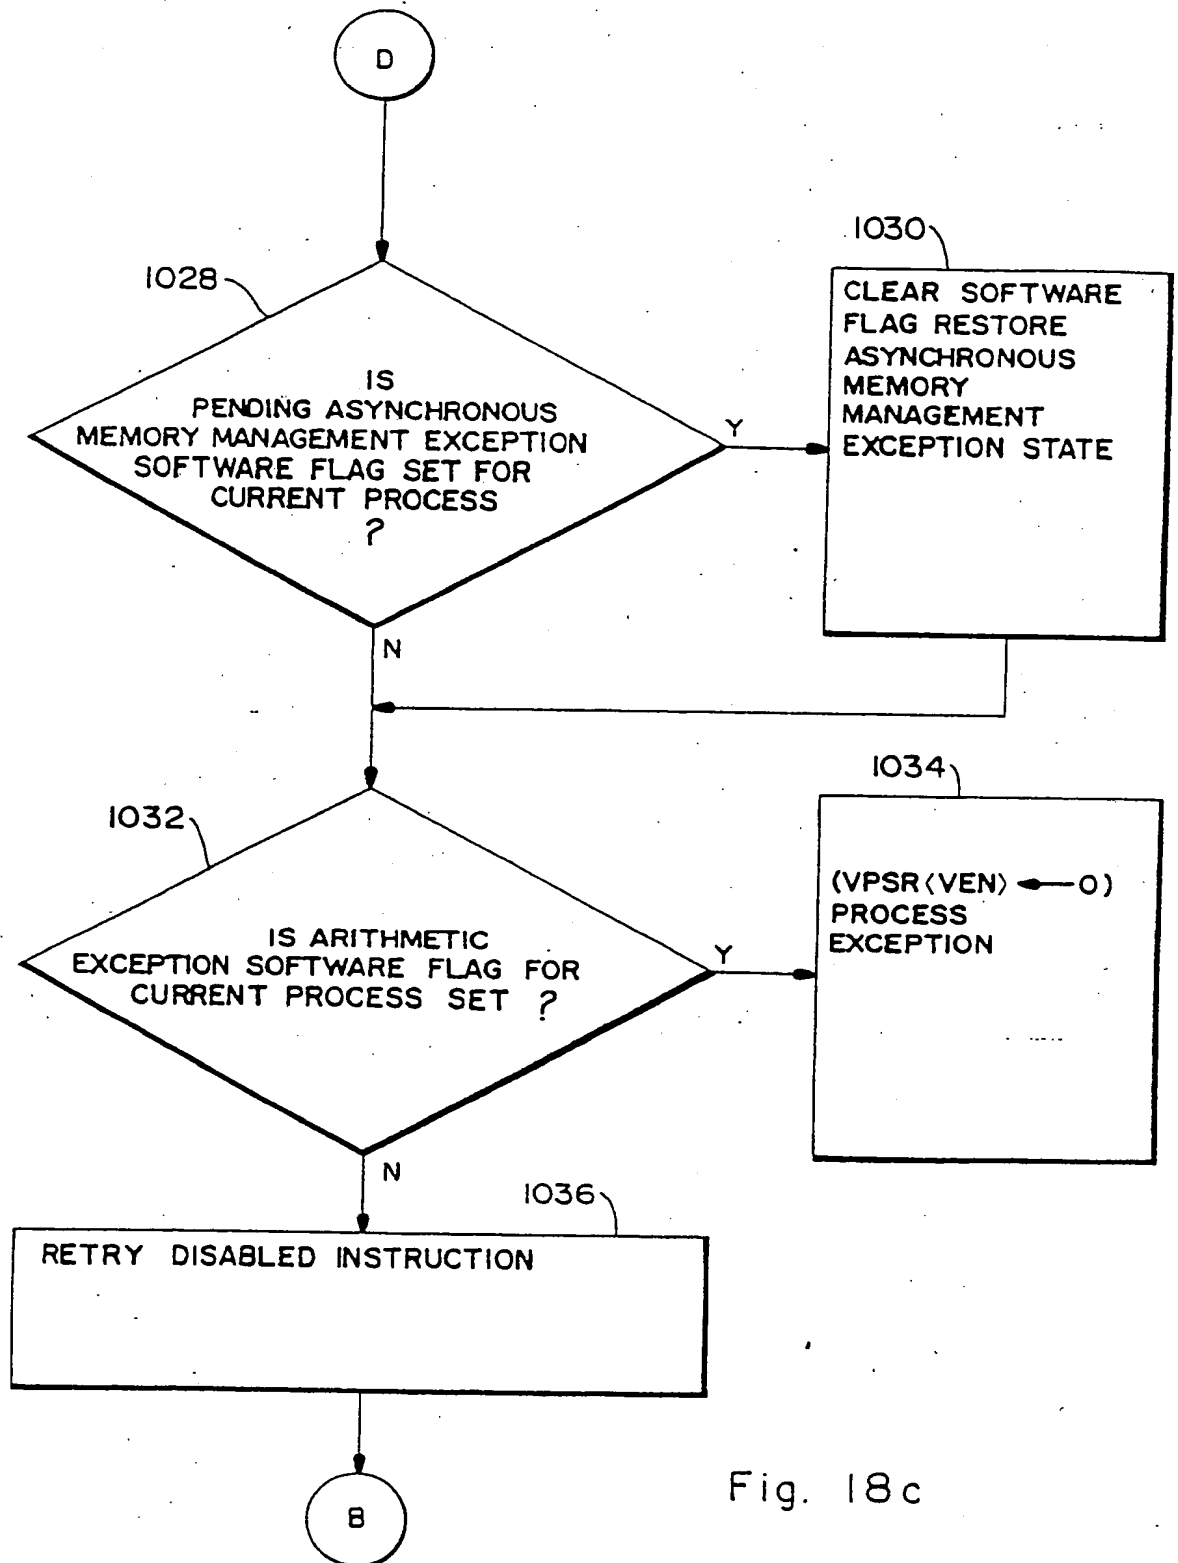 D
1028
IS
PENDING ASYNCHRONOUS
MEMORY MANAGEMENT EXCEPTION
SOFTWARE FLAG SET FOR
CURRENT PROCESS
?
Y
N
1030
CLEAR SOFTWARE
FLAG RESTORE
ASYNCHRONOUS
MEMORY
MANAGEMENT
EXCEPTION STATE
1032
IS ARITHMETIC
EXCEPTION SOFTWARE FLAG FOR
CURRENT PROCESS SET ?
Y
N
1034
(VPSR<VEN> ← 0)
PROCESS
EXCEPTION
1036
RETRY DISABLED INSTRUCTION
B
Fig. 18c